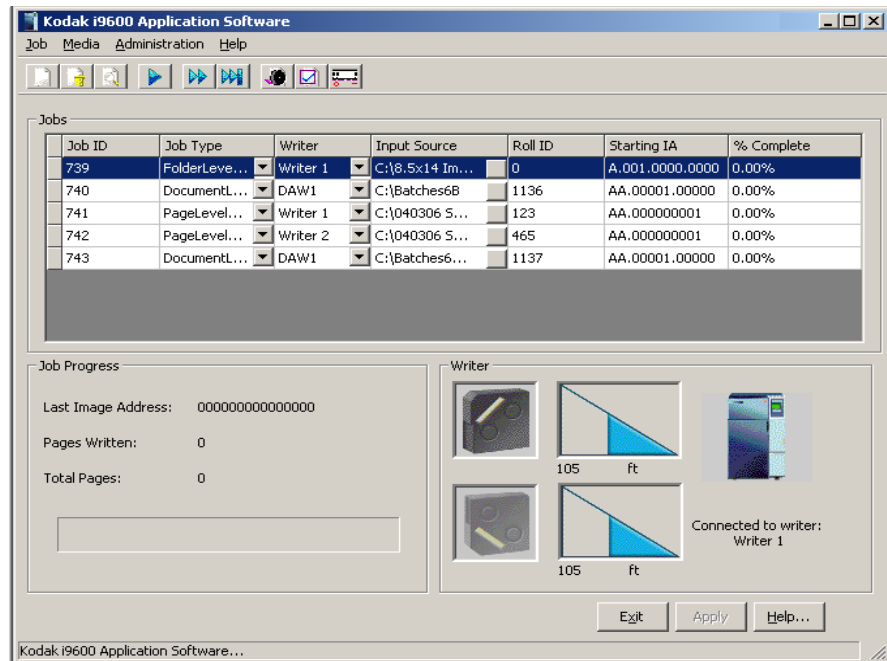 Kodak i9600 Application Software
Job Media Administration Help
Jobs
Job ID Job Type Writer Input Source Roll ID Starting IA % Complete
739 FolderLeve... Writer 1 C:\8.5x14 Im... 0 A.001.0000.0000 0.00%
740 DocumentL... DAW1 C:\Batches6B 1136 AA.00001.00000 0.00%
741 PageLevel... Writer 1 C:\040306 S... 123 AA.000000001 0.00%
742 PageLevel... Writer 2 C:\040306 S... 465 AA.000000001 0.00%
743 DocumentL... DAW1 C:\Batches6... 1137 AA.00001.00000 0.00%
Job Progress
Last Image Address: 000000000000000
Pages Written: 0
Total Pages: 0
Writer
105 ft
105 ft
Connected to writer:
Writer 1
Exit Apply Help...
Kodak i9600 Application Software...